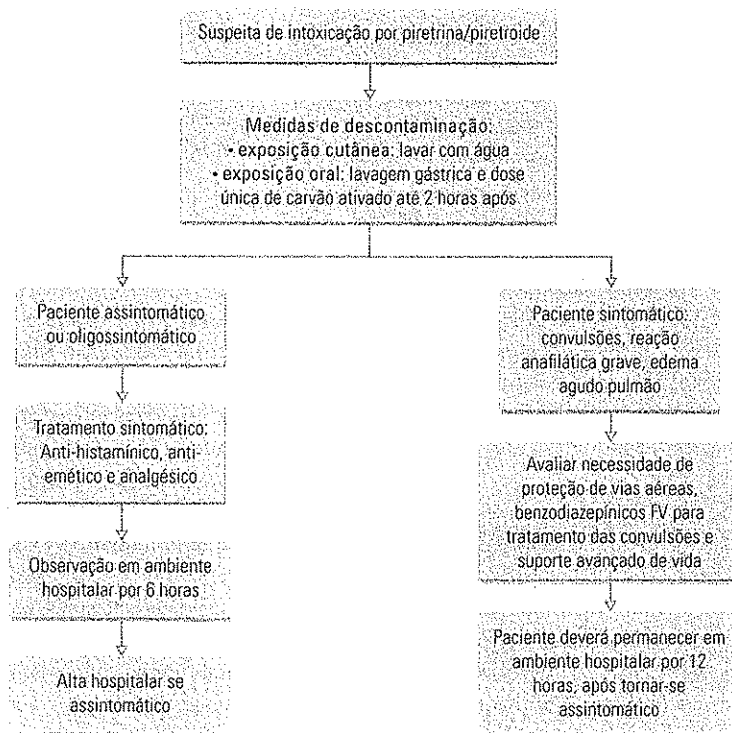 Suspeita de intoxicação por piretrina/piretroide
Medidas de descontaminação:
• exposição cutânea: lavar com água
• exposição oral: lavagem gástrica e dose
única de carvão ativado até 2 horas após
Paciente assintomático
ou oligossintomático
Tratamento sintomático:
Anti-histamínico, anti-
emético e analgésico
Observação em ambiente
hospitalar por 6 horas
Alta hospitalar se
assintomático
Paciente sintomático:
convulsões, reação
anafilática grave, edema
agudo pulmão
Avaliar necessidade de
proteção de vias aéreas,
benzodiazepínicos FV para
tratamento das convulsões e
suporte avançado de vida
Paciente deverá permanecer em
ambiente hospitalar por 12
horas, após tornar-se
assintomático